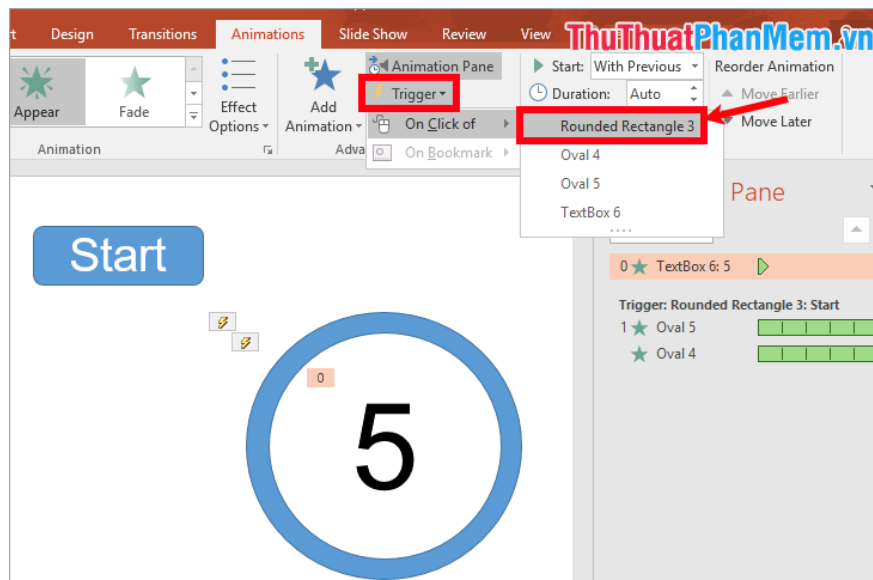 t Design Transitions Animations Slide Show Review View
ThuThuatPhanMem.vn
Appear
Fade
Effect
Options
Add
Animation
Animation Pane
Trigger
On Click of
On Bookmark
Start: With Previous
Duration: Auto
Reorder Animation
Move Earlier
Move Later
Animation
Adva
Rounded Rectangle 3
Oval 4
Oval 5
TextBox 6
Pane
Start
0 TextBox 6: 5
Trigger: Rounded Rectangle 3: Start
1 Oval 5
Oval 4
0
5